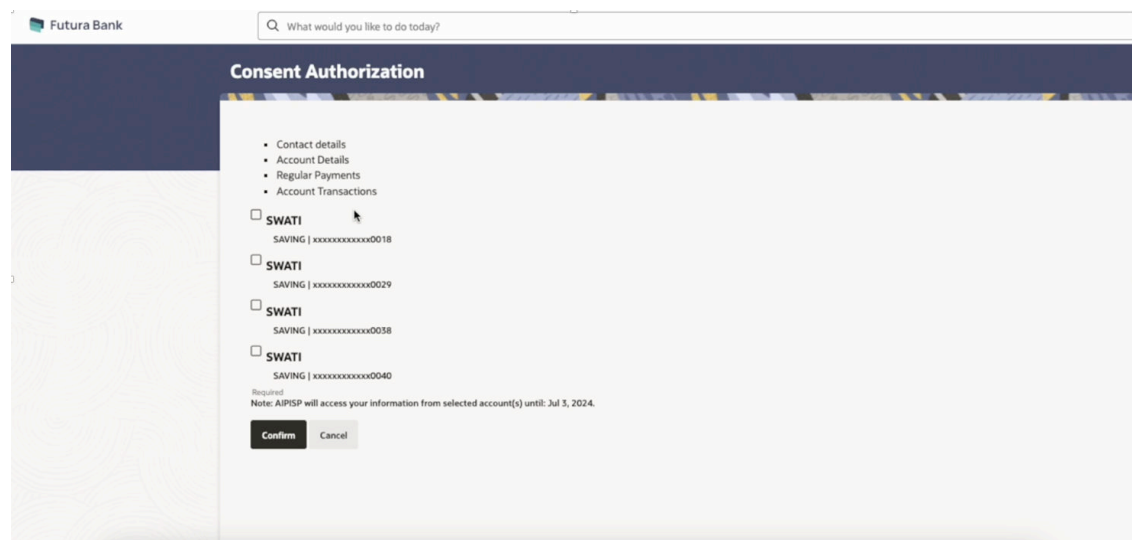 Futura Bank
What would you like to do today?
Consent Authorization
Contact details
Account Details
Regular Payments
Account Transactions
SWATI
SAVING | xxxxxxxxxxxx0018
SWATI
SAVING | xxxxxxxxxxxx0029
SWATI
SAVING | xxxxxxxxxxxx0038
SWATI
SAVING | xxxxxxxxxxxx0040
Required
Note: AIPISP will access your information from selected account(s) until: Jul 3, 2024.
Confirm Cancel